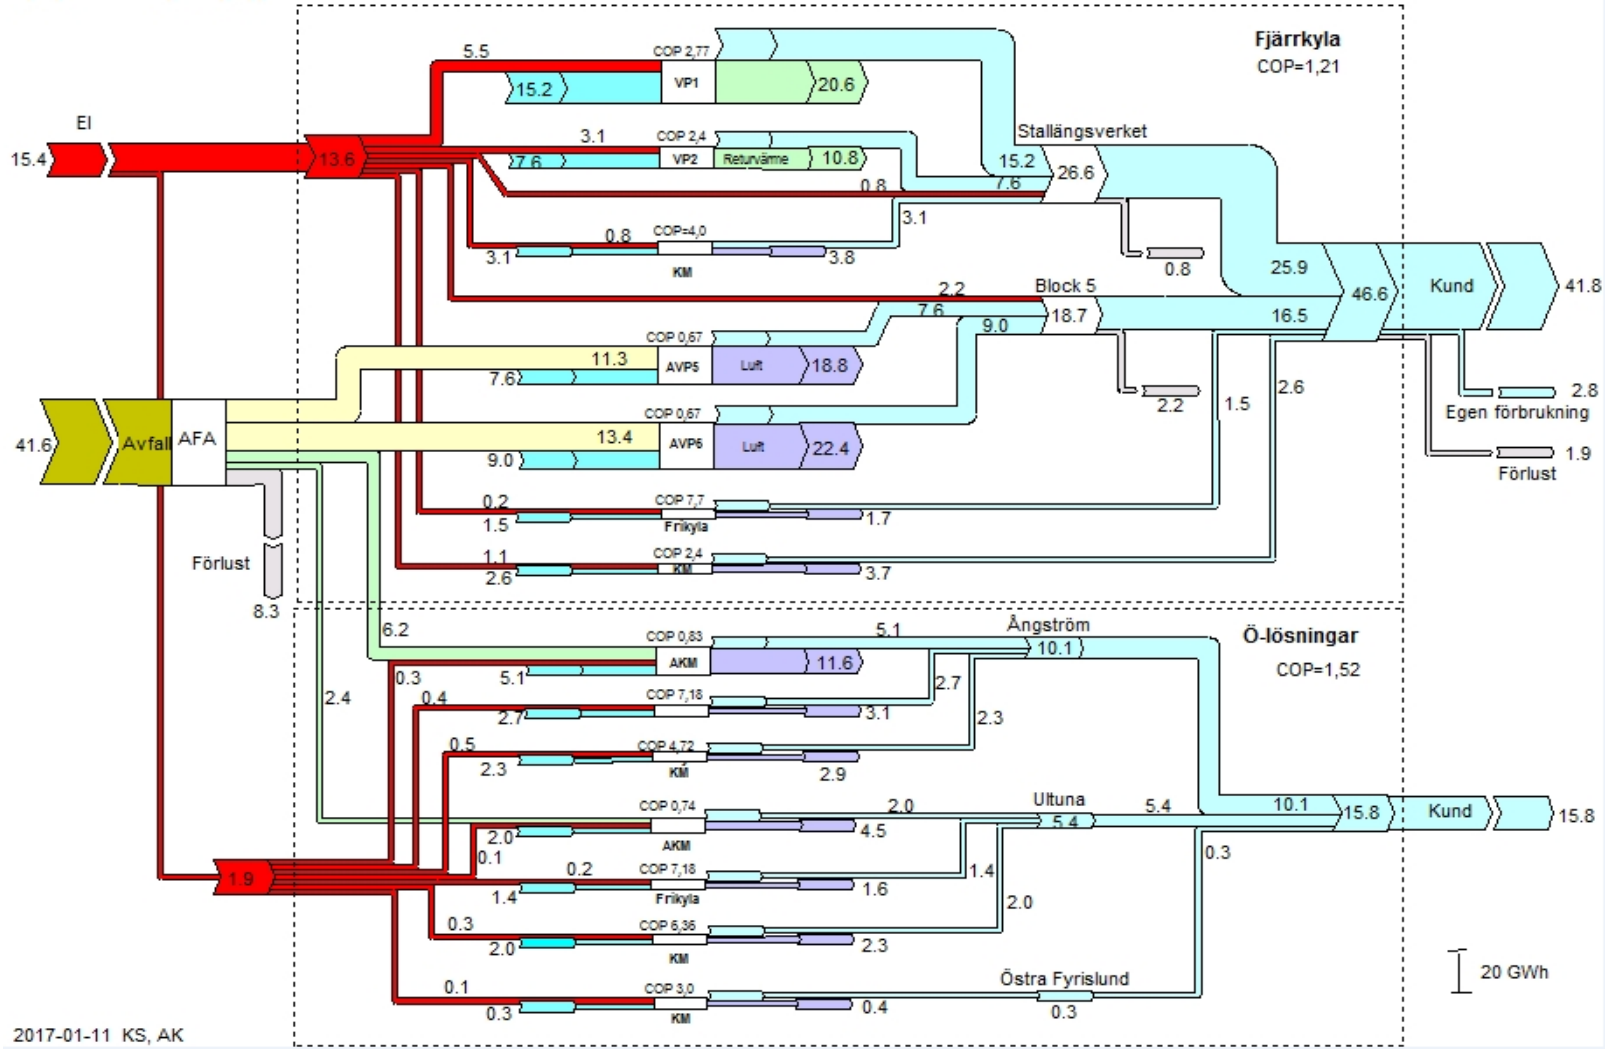 Fjärrkyla
COP=1,21
5.5
COP 2,77
VP1
15.2
20.6
El
15.4
13.6
3.1
COP 2,4
7.6
VP2
Returvärme
10.8
Stallängsverket
15.2
26.6
7.6
0.8
3.1
0.8
COP=4,0
3.1
3.8
KM
0.8
25.9
Block 5
2.2
7.6
18.7
9.0
16.5
46.6
Kund
41.8
COP 0,67
11.3
7.6
AVP5
Luft
18.8
2.2
1.5
2.6
2.8
Egen förbrukning
1.9
Förlust
41.6
Avfall
AFA
COP 0,67
13.4
9.0
AVP6
Luft
22.4
0.2
COP 7,7
1.5
Frikyla
1.7
1.1
COP 2,4
2.6
KM
3.7
Förlust
8.3
Ö-lösningar
COP=1,52
6.2
COP 0,83
5.1
Ångström
10.1
AKM
11.6
0.3
5.1
2.4
0.4
COP 7,18
2.7
3.1
2.7
2.3
0.5
COP 4,72
2.3
KM
2.9
COP 0,74
2.0
Ultuna
5.4
5.4
10.1
15.8
Kund
15.8
2.0
AKM
4.5
0.1
0.3
1.9
0.2
COP 7,18
1.4
Frikyla
1.6
1.4
2.0
0.3
COP 6,36
2.0
KM
2.3
0.1
COP 3,0
0.3
KM
0.4
Östra Fyrislund
0.3
20 GWh
2017-01-11 KS, AK